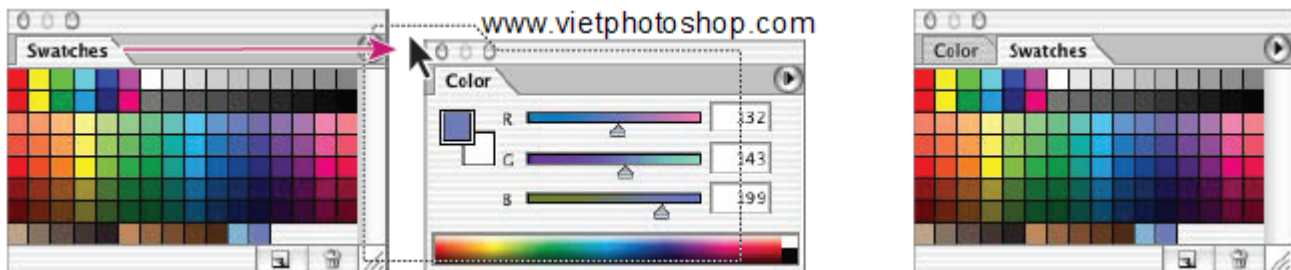 www.vietphotoshop.com
Swatches
Color
R 132
G 143
B 199
Color Swatches